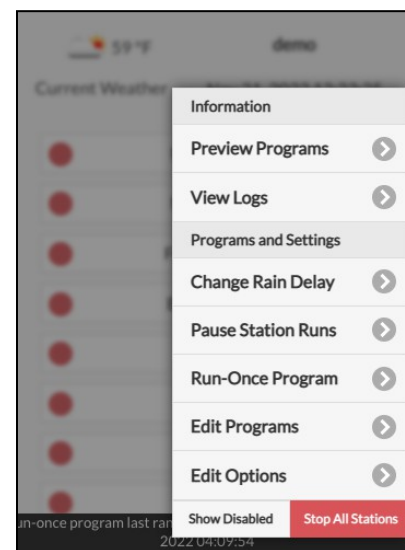 59 °F
demo
Current Weather
Information
Preview Programs
View Logs
Programs and Settings
Change Rain Delay
Pause Station Runs
Run-Once Program
Edit Programs
Edit Options
Show Disabled
Stop All Stations
un-once program last ran
2022 04:09:54